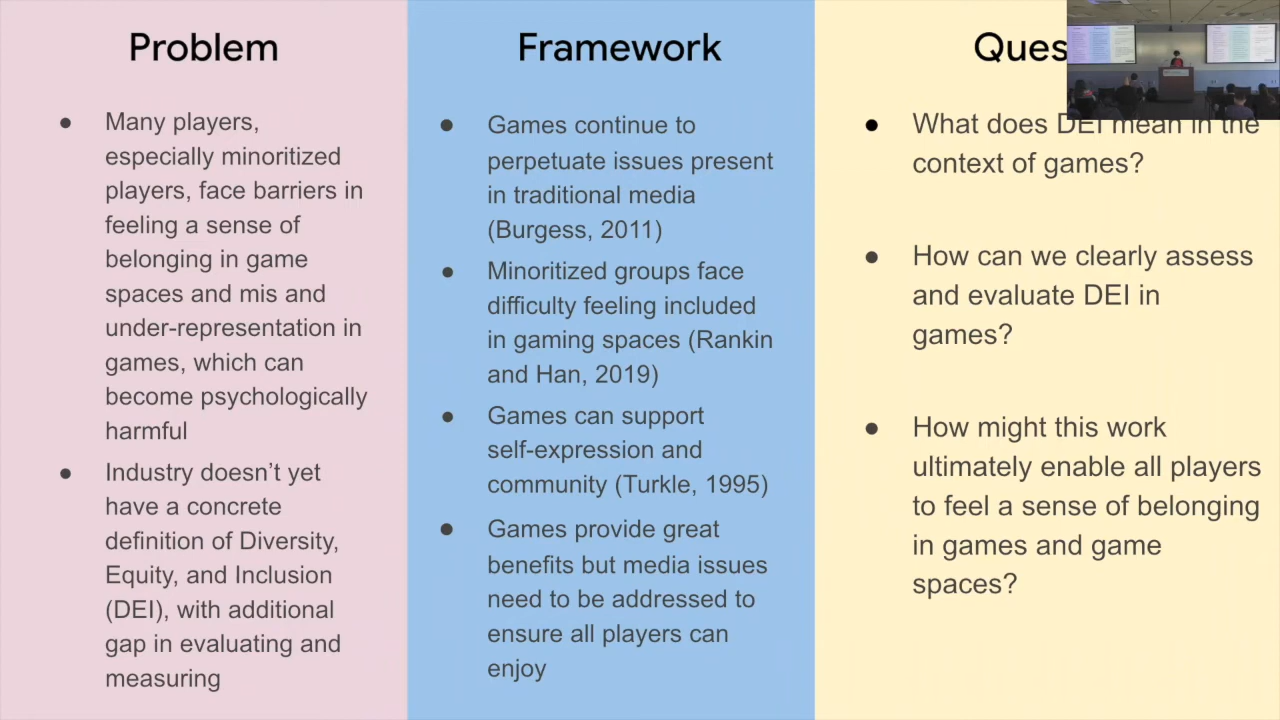 Problem
Many players,
especially minoritized
players, face barriers in
feeling a sense of
belonging in game
spaces and mis and
under-representation in
games, which can
become psychologically
harmful
Industry doesn’t yet
have a concrete
definition of Diversity,
Equity, and Inclusion
(DEI), with additional
gap in evaluating and
measuring
Framework
Games continue to
perpetuate issues present
in traditional media
(Burgess, 2011)
Minoritized groups face
difficulty feeling included
in gaming spaces (Rankin
and Han, 2019)
Games can support
self-expression and
community (Turkle, 1995)
Games provide great
benefits but media issues
need to be addressed to
ensure all players can
enjoy
Ques
What does DEI mean in the
context of games?
How can we clearly assess
and evaluate DEI in
games?
How might this work
ultimately enable all players
to feel a sense of belonging
in games and game
spaces?